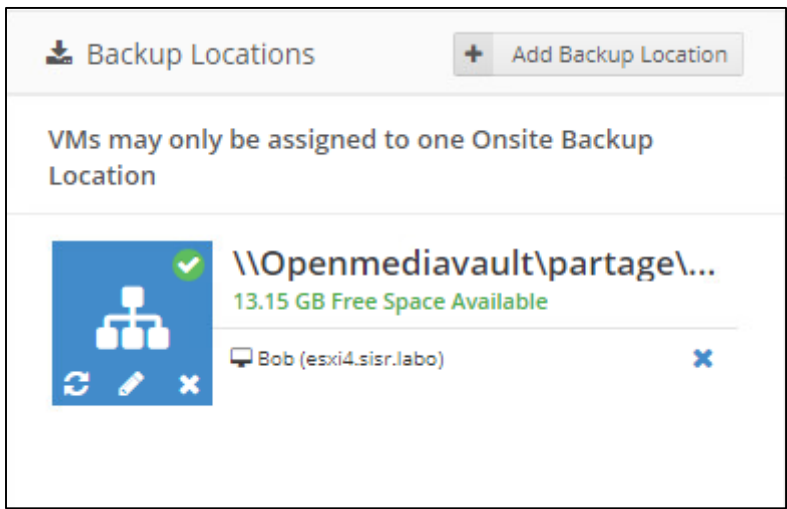 Backup Locations
+ Add Backup Location
VMs may only be assigned to one Onsite Backup
Location
\\Openmediavault\partage\...
13.15 GB Free Space Available
Bob (esxi4.sisr.labo)